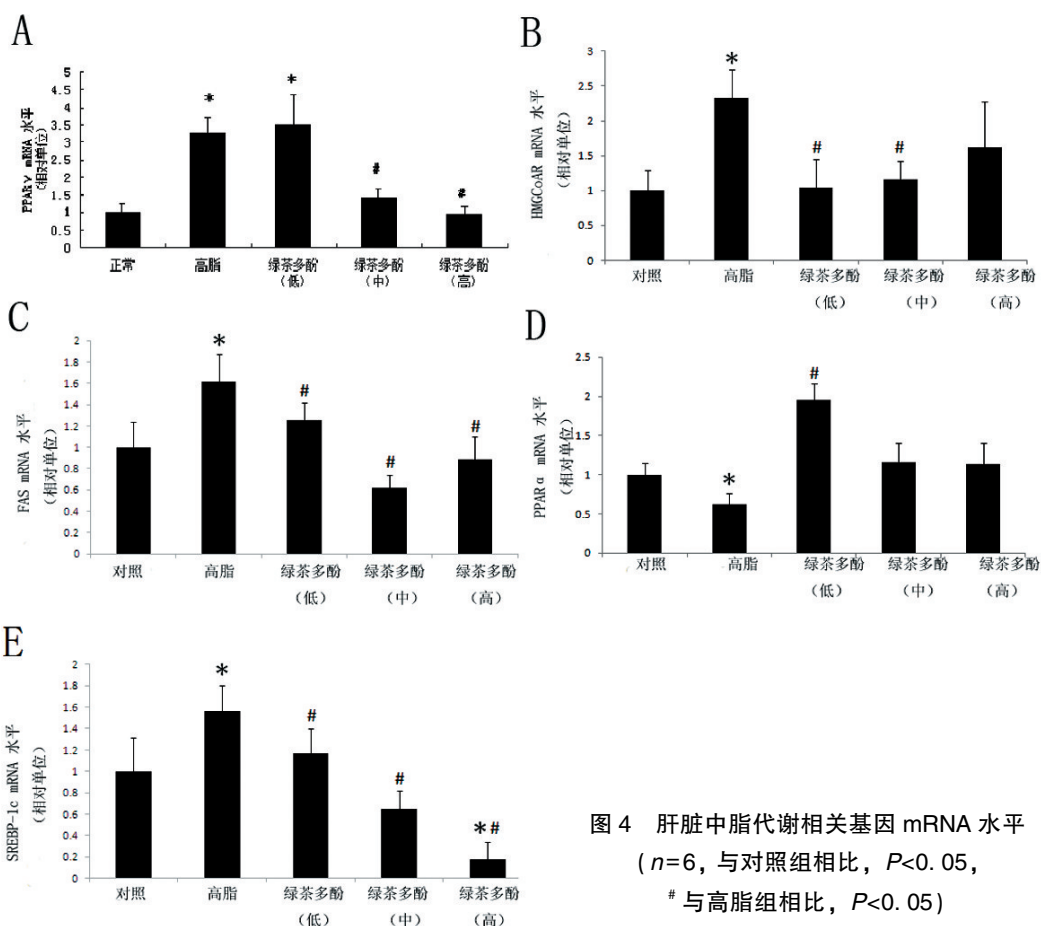 A
PPARγ mRNA 水平
(相对单位)
5
4.5
4
3.5
3
2.5
2
1.5
1
0.5
0
* * # #
正常 高脂 绿茶多酚 绿茶多酚 绿茶多酚
(低) (中) (高)
B
HMGCoAR mRNA 水平
(相对单位)
3
2.5
2
1.5
1
0.5
0
* # #
对照 高脂 绿茶多酚 绿茶多酚 绿茶多酚
(低) (中) (高)
C
FAS mRNA 水平
(相对单位)
2
1.8
1.6
1.4
1.2
1
0.8
0.6
0.4
0.2
0
* # # #
对照 高脂 绿茶多酚 绿茶多酚 绿茶多酚
(低) (中) (高)
D
PPARα mRNA 水平
(相对单位)
2.5
2
1.5
1
0.5
0
* #
对照 高脂 绿茶多酚 绿茶多酚 绿茶多酚
(低) (中) (高)
E
SREBP-1c mRNA 水平
(相对单位)
2
1.8
1.6
1.4
1.2
1
0.8
0.6
0.4
0.2
0
* # # *#
对照 高脂 绿茶多酚 绿茶多酚 绿茶多酚
(低) (中) (高)
图 4 肝脏中脂代谢相关基因 mRNA 水平
(n=6,与对照组相比,P<0.05,
# 与高脂组相比,P<0.05)